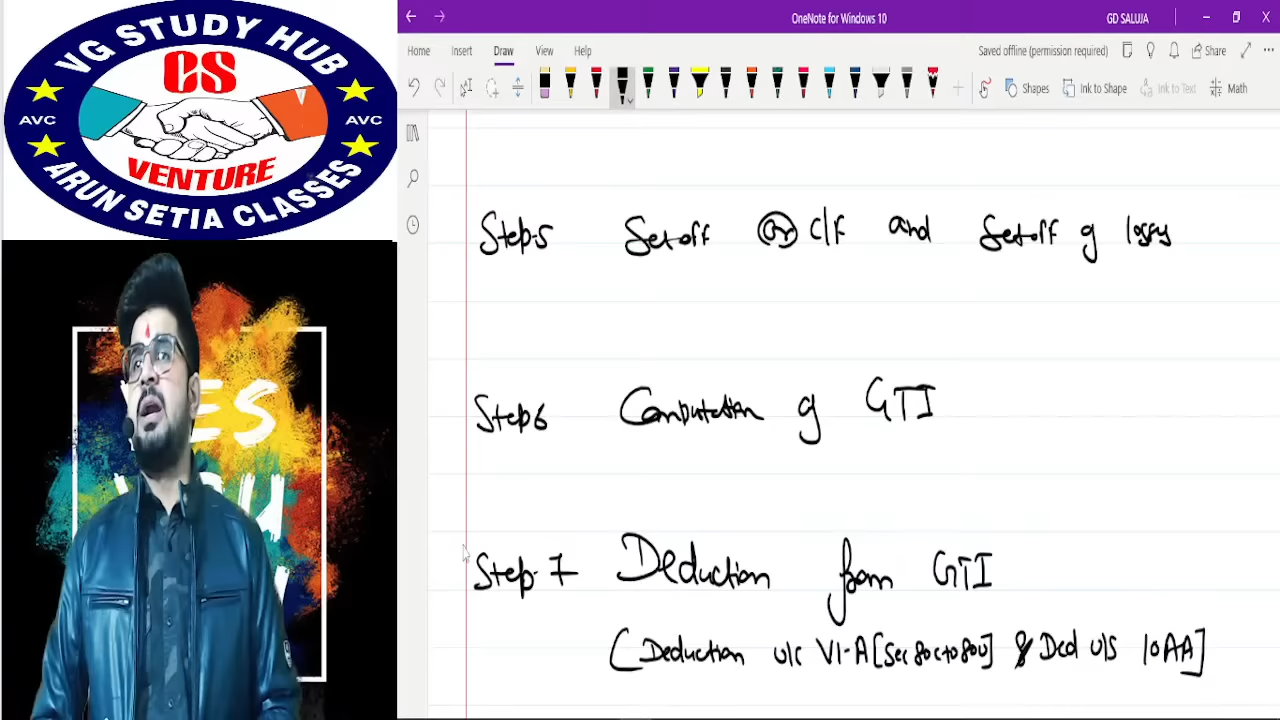 VG STUDY HUB
CS
AVC
AVC
VENTURE
ARUN SETIA CLASSES
YES
YOU
OneNote for Windows 10
GD SALUJA
Home Insert Draw View Help
Saved offline (permission required)
Share
Shapes
Ink to Shape
Ink to Text
Math
Step-5 Setoff or C/F and Setoff of losses
Step 6 Computation of GTI
Step-7 Deduction from GTI
(Deduction u/c VI-A [Sec 80C to 80U] & Ded u/s 10AA]